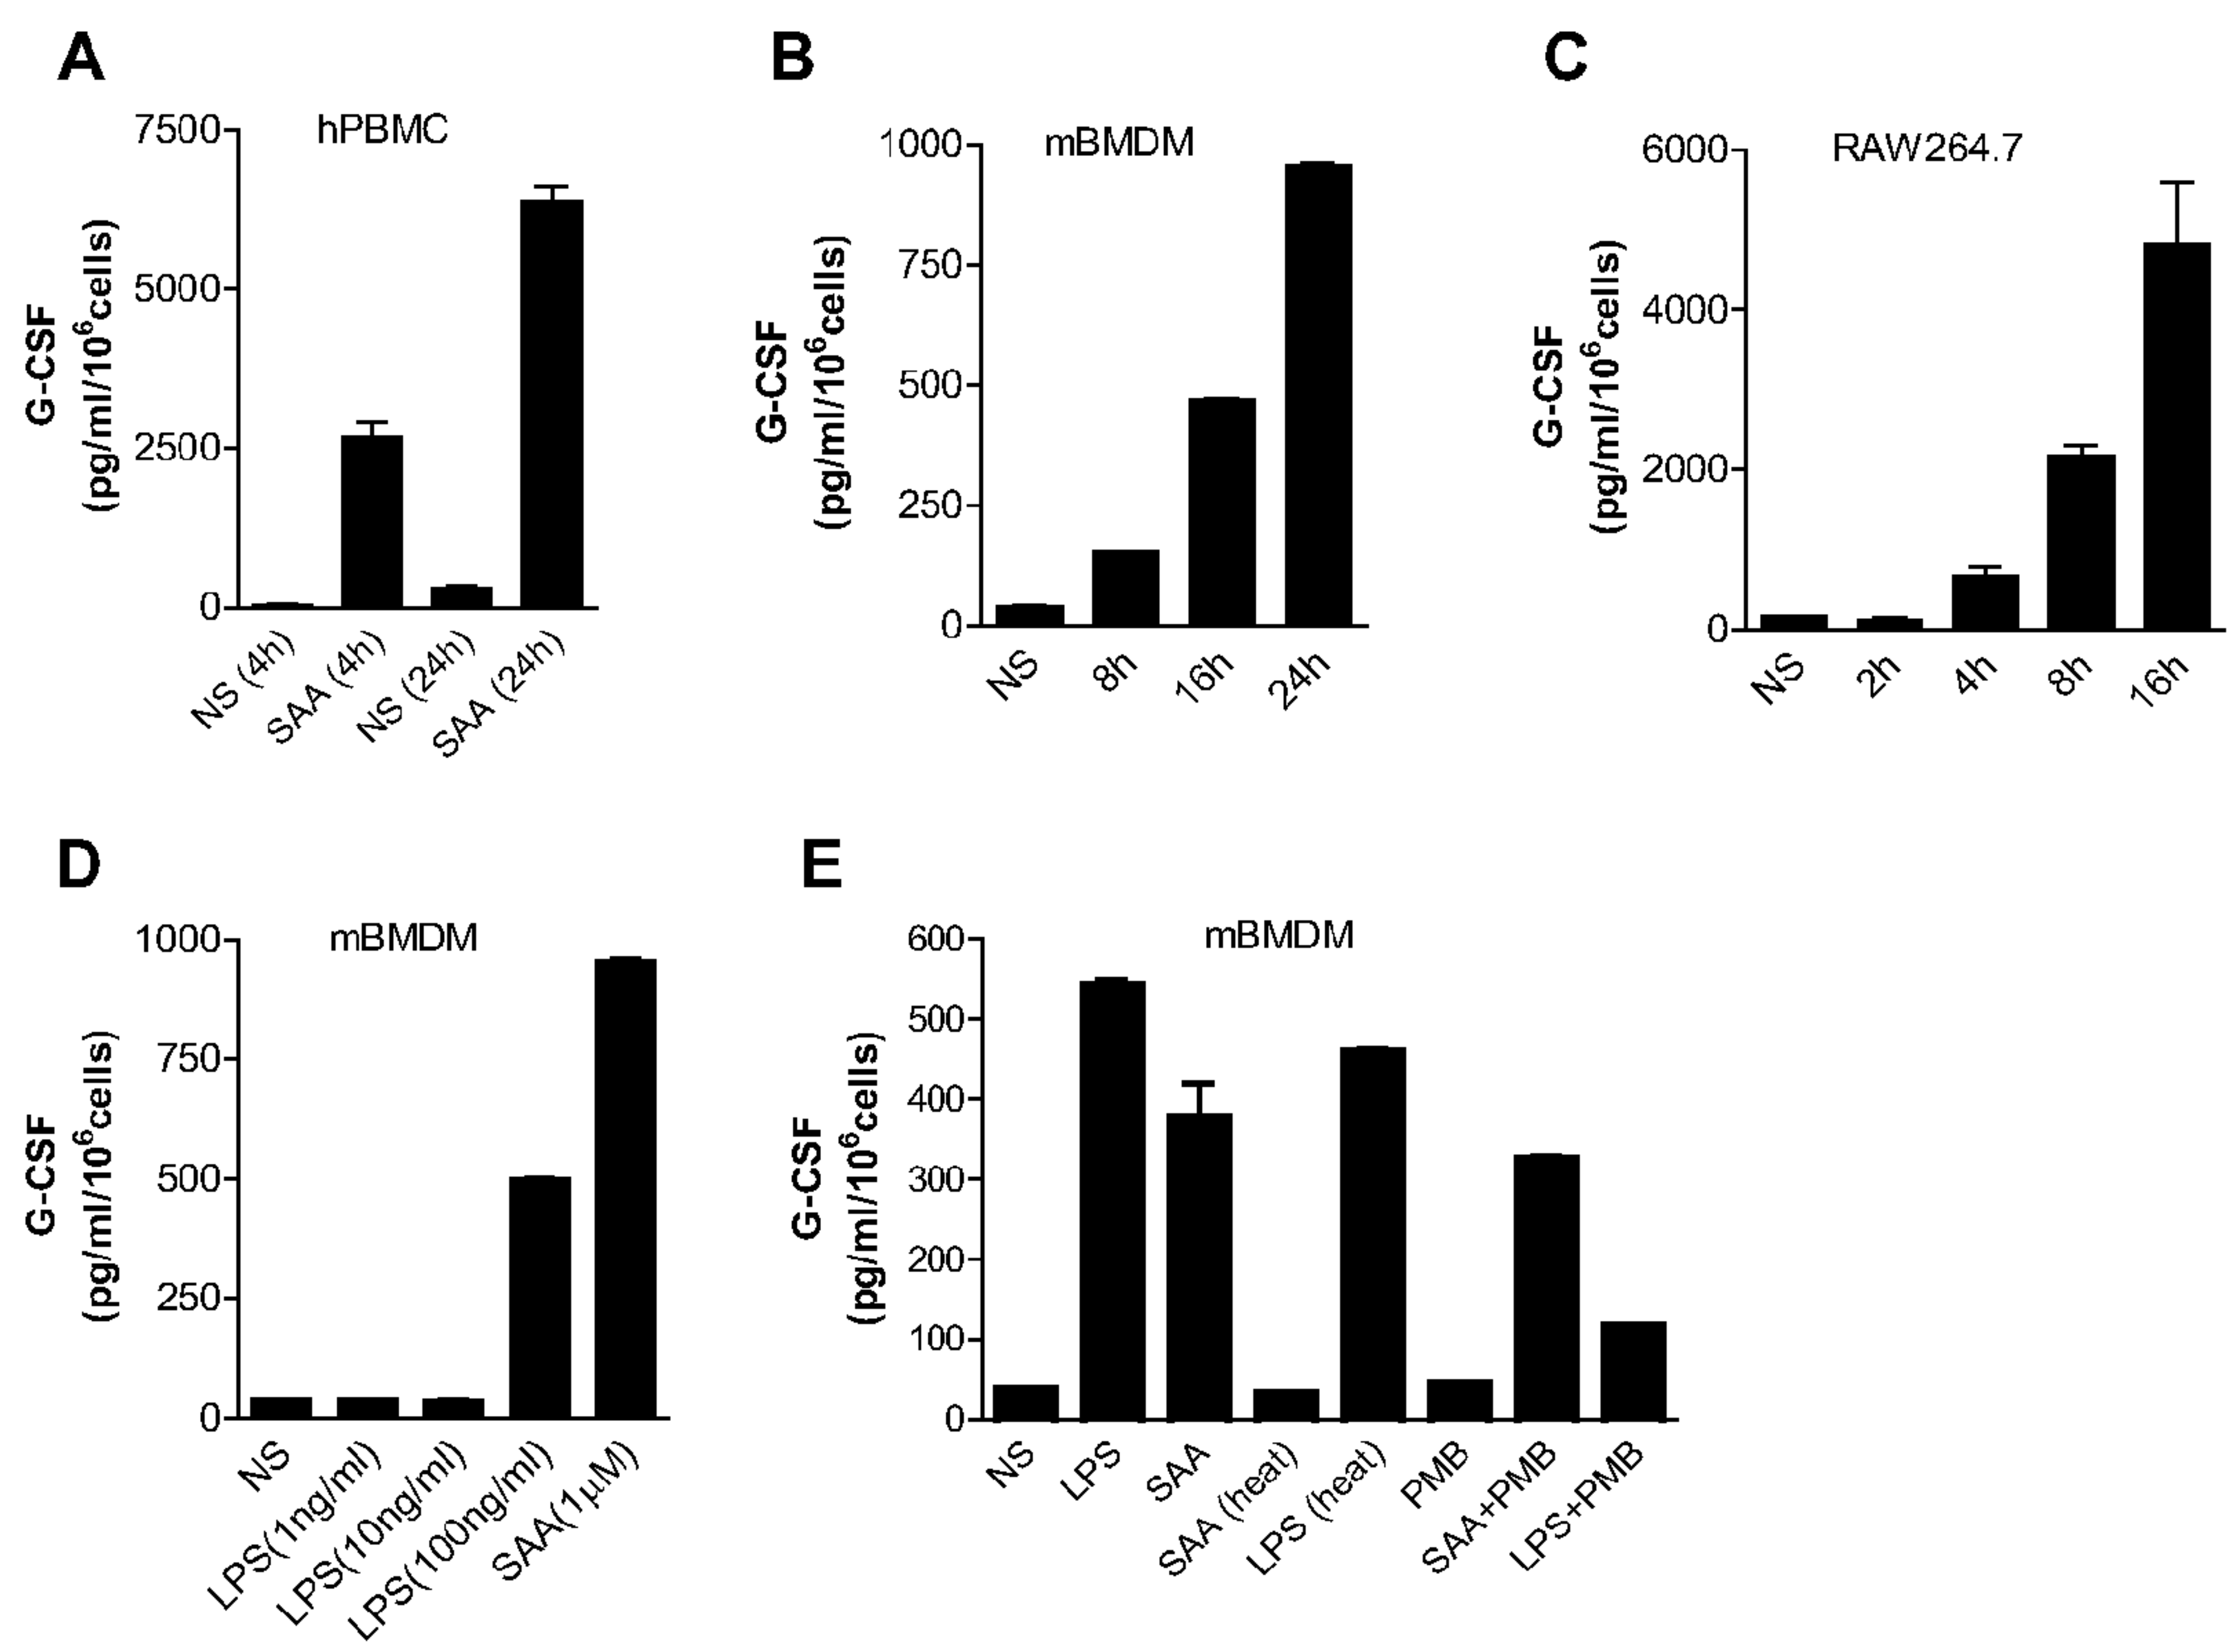 A
hPBMC
G-CSF
(pg/ml/10⁶cells)
7500
5000
2500
0
NS (4h)
SAA (4h)
NS (24h)
SAA (24h)
B
mBMDM
G-CSF
(pg/ml/10⁶cells)
1000
750
500
250
0
NS
8h
16h
24h
C
RAW264.7
G-CSF
(pg/ml/10⁶cells)
6000
4000
2000
0
NS
2h
4h
8h
16h
D
mBMDM
G-CSF
(pg/ml/10⁶cells)
1000
750
500
250
0
NS
LPS(1ng/ml)
LPS(10ng/ml)
LPS(100ng/ml)
SAA(1µM)
E
mBMDM
G-CSF
(pg/ml/10⁶cells)
600
500
400
300
200
100
0
NS
LPS
SAA
SAA (heat)
LPS (heat)
PMB
SAA+PMB
LPS+PMB